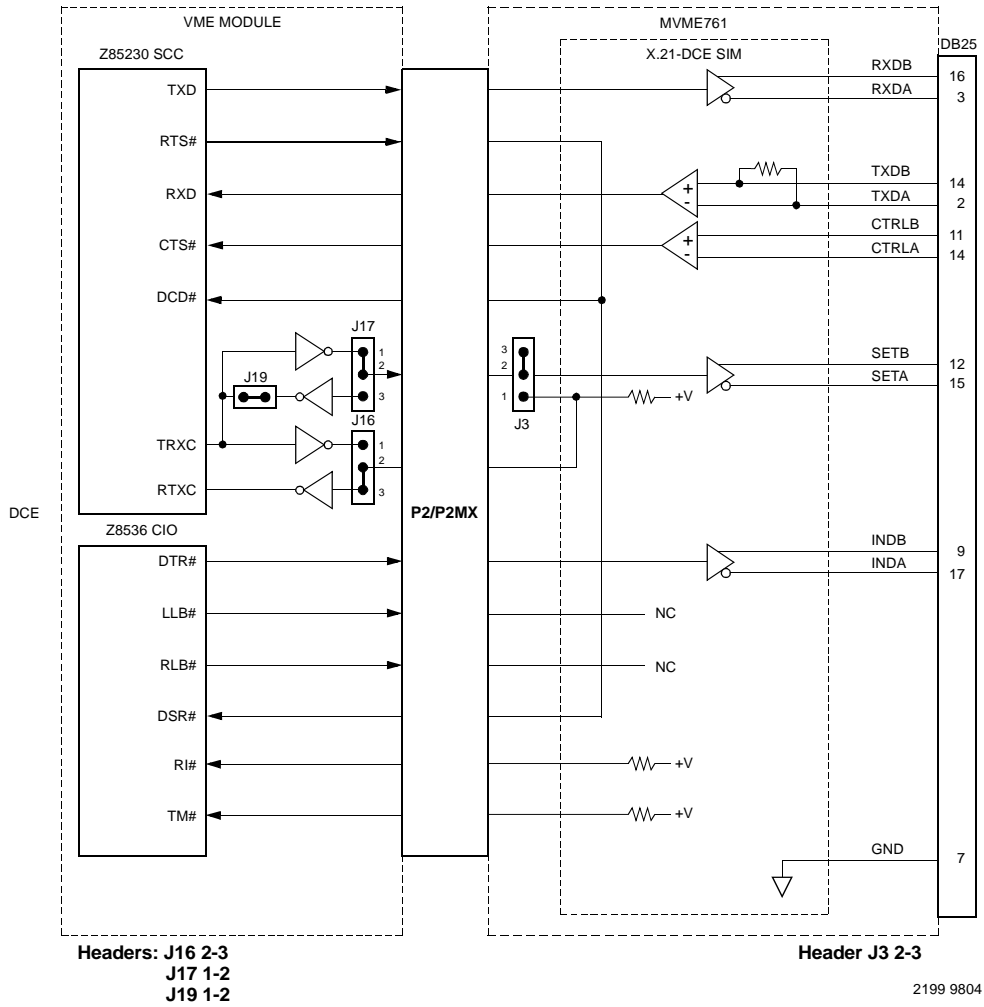 VME MODULE
MVME761
Z85230 SCC
X.21-DCE SIM
DB25
TXD
RXDB
16
RXDA
3
RTS#
RXD
TXDB
14
+
-
TXDA
2
CTRLB
11
CTS#
+
-
CTRLA
14
DCD#
J17
1
2
3
J19
3
2
1
J3
SETB
12
SETA
15
+V
J16
1
2
3
TRXC
RTXC
DCE
P2/P2MX
Z8536 CIO
DTR#
INDB
9
INDA
17
LLB#
NC
RLB#
NC
DSR#
RI#
+V
TM#
+V
GND
7
Headers: J16 2-3
J17 1-2
J19 1-2
Header J3 2-3
2199 9804